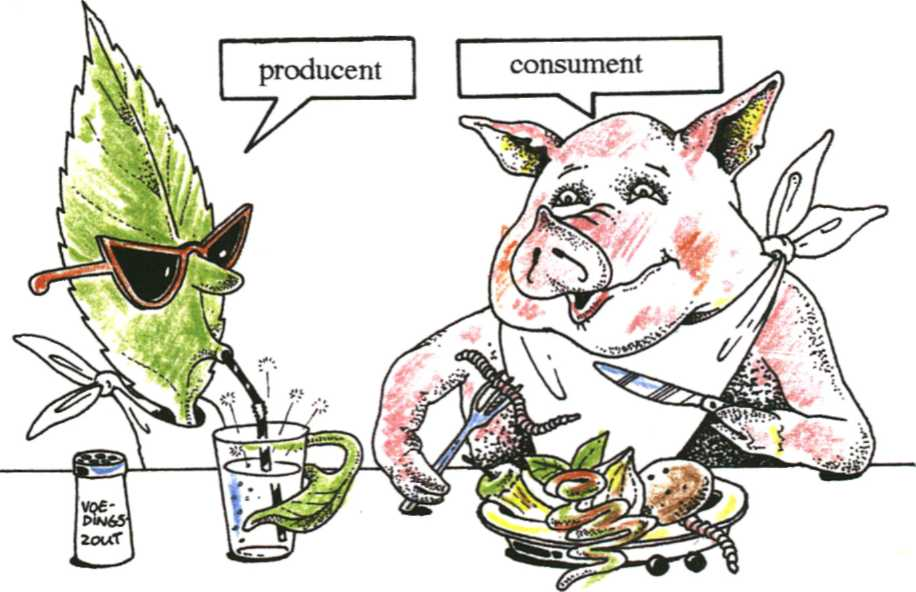 producent
consument
VOE-
DINGS-
ZOUT